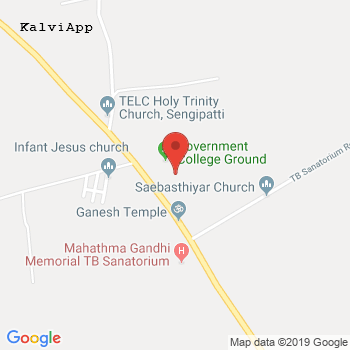 KalviApp
TELC Holy Trinity
Church, Sengipatti
Infant Jesus church
Government
College Ground
TB Sanatorium R
Saebasthiyar Church
Ganesh Temple
Mahathma Gandhi
Memorial TB Sanatorium
Google
Map data ©2019 Google